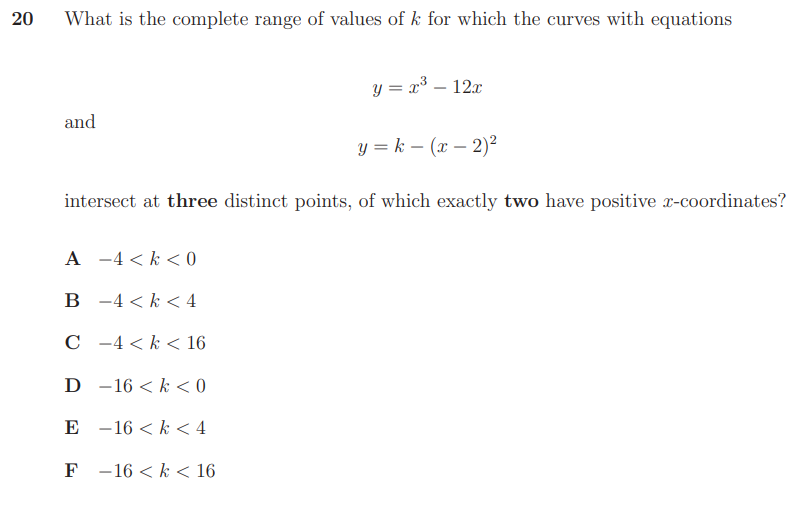 20 What is the complete range of values of k for which the curves with equations
y = x³ − 12x
and
y = k − (x − 2)²
intersect at three distinct points, of which exactly two have positive x-coordinates?
A −4 < k < 0
B −4 < k < 4
C −4 < k < 16
D −16 < k < 0
E −16 < k < 4
F −16 < k < 16